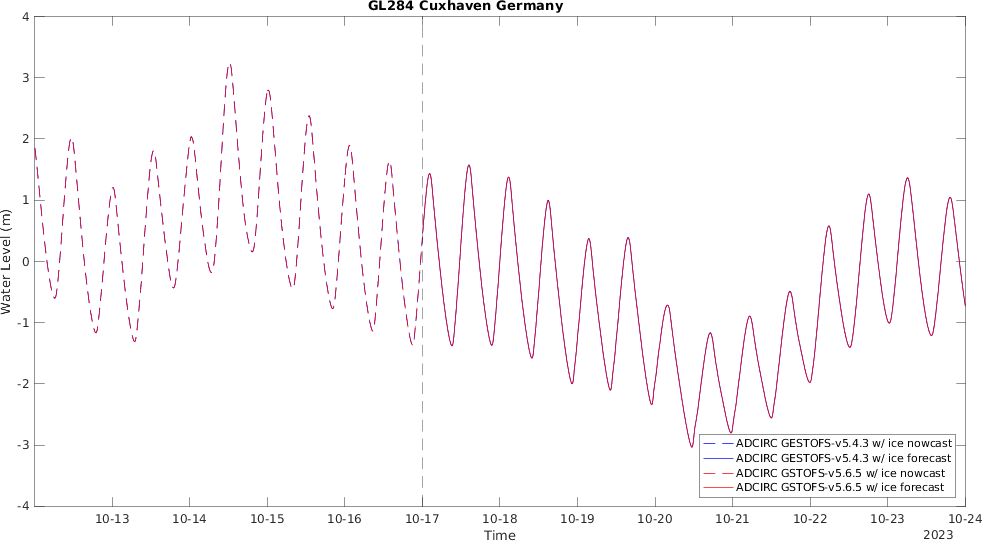 GL284 Cuxhaven Germany
4
3
2
1
0
-1
-2
-3
-4
Water Level (m)
ADCIRC GESTOFS-v5.4.3 w/ ice nowcast
ADCIRC GESTOFS-v5.4.3 w/ ice forecast
ADCIRC GSTOFS-v5.6.5 w/ ice nowcast
ADCIRC GSTOFS-v5.6.5 w/ ice forecast
10-13 10-14 10-15 10-16 10-17 10-18 10-19 10-20 10-21 10-22 10-23 10-24
Time
2023